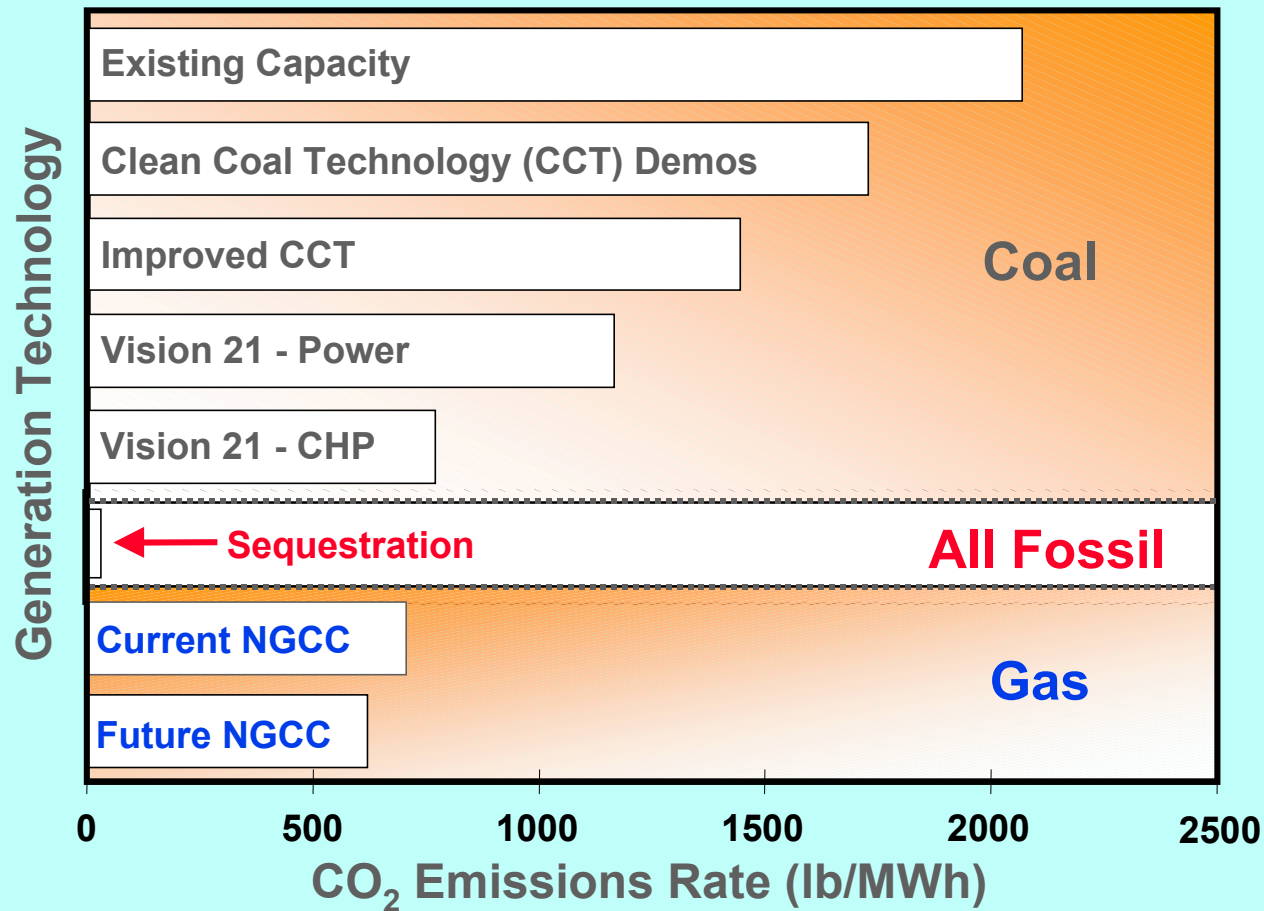 Generation Technology
Existing Capacity
Clean Coal Technology (CCT) Demos
Improved CCT
Coal
Vision 21 - Power
Vision 21 - CHP
Sequestration
All Fossil
Current NGCC
Gas
Future NGCC
0 500 1000 1500 2000 2500
CO₂ Emissions Rate (lb/MWh)